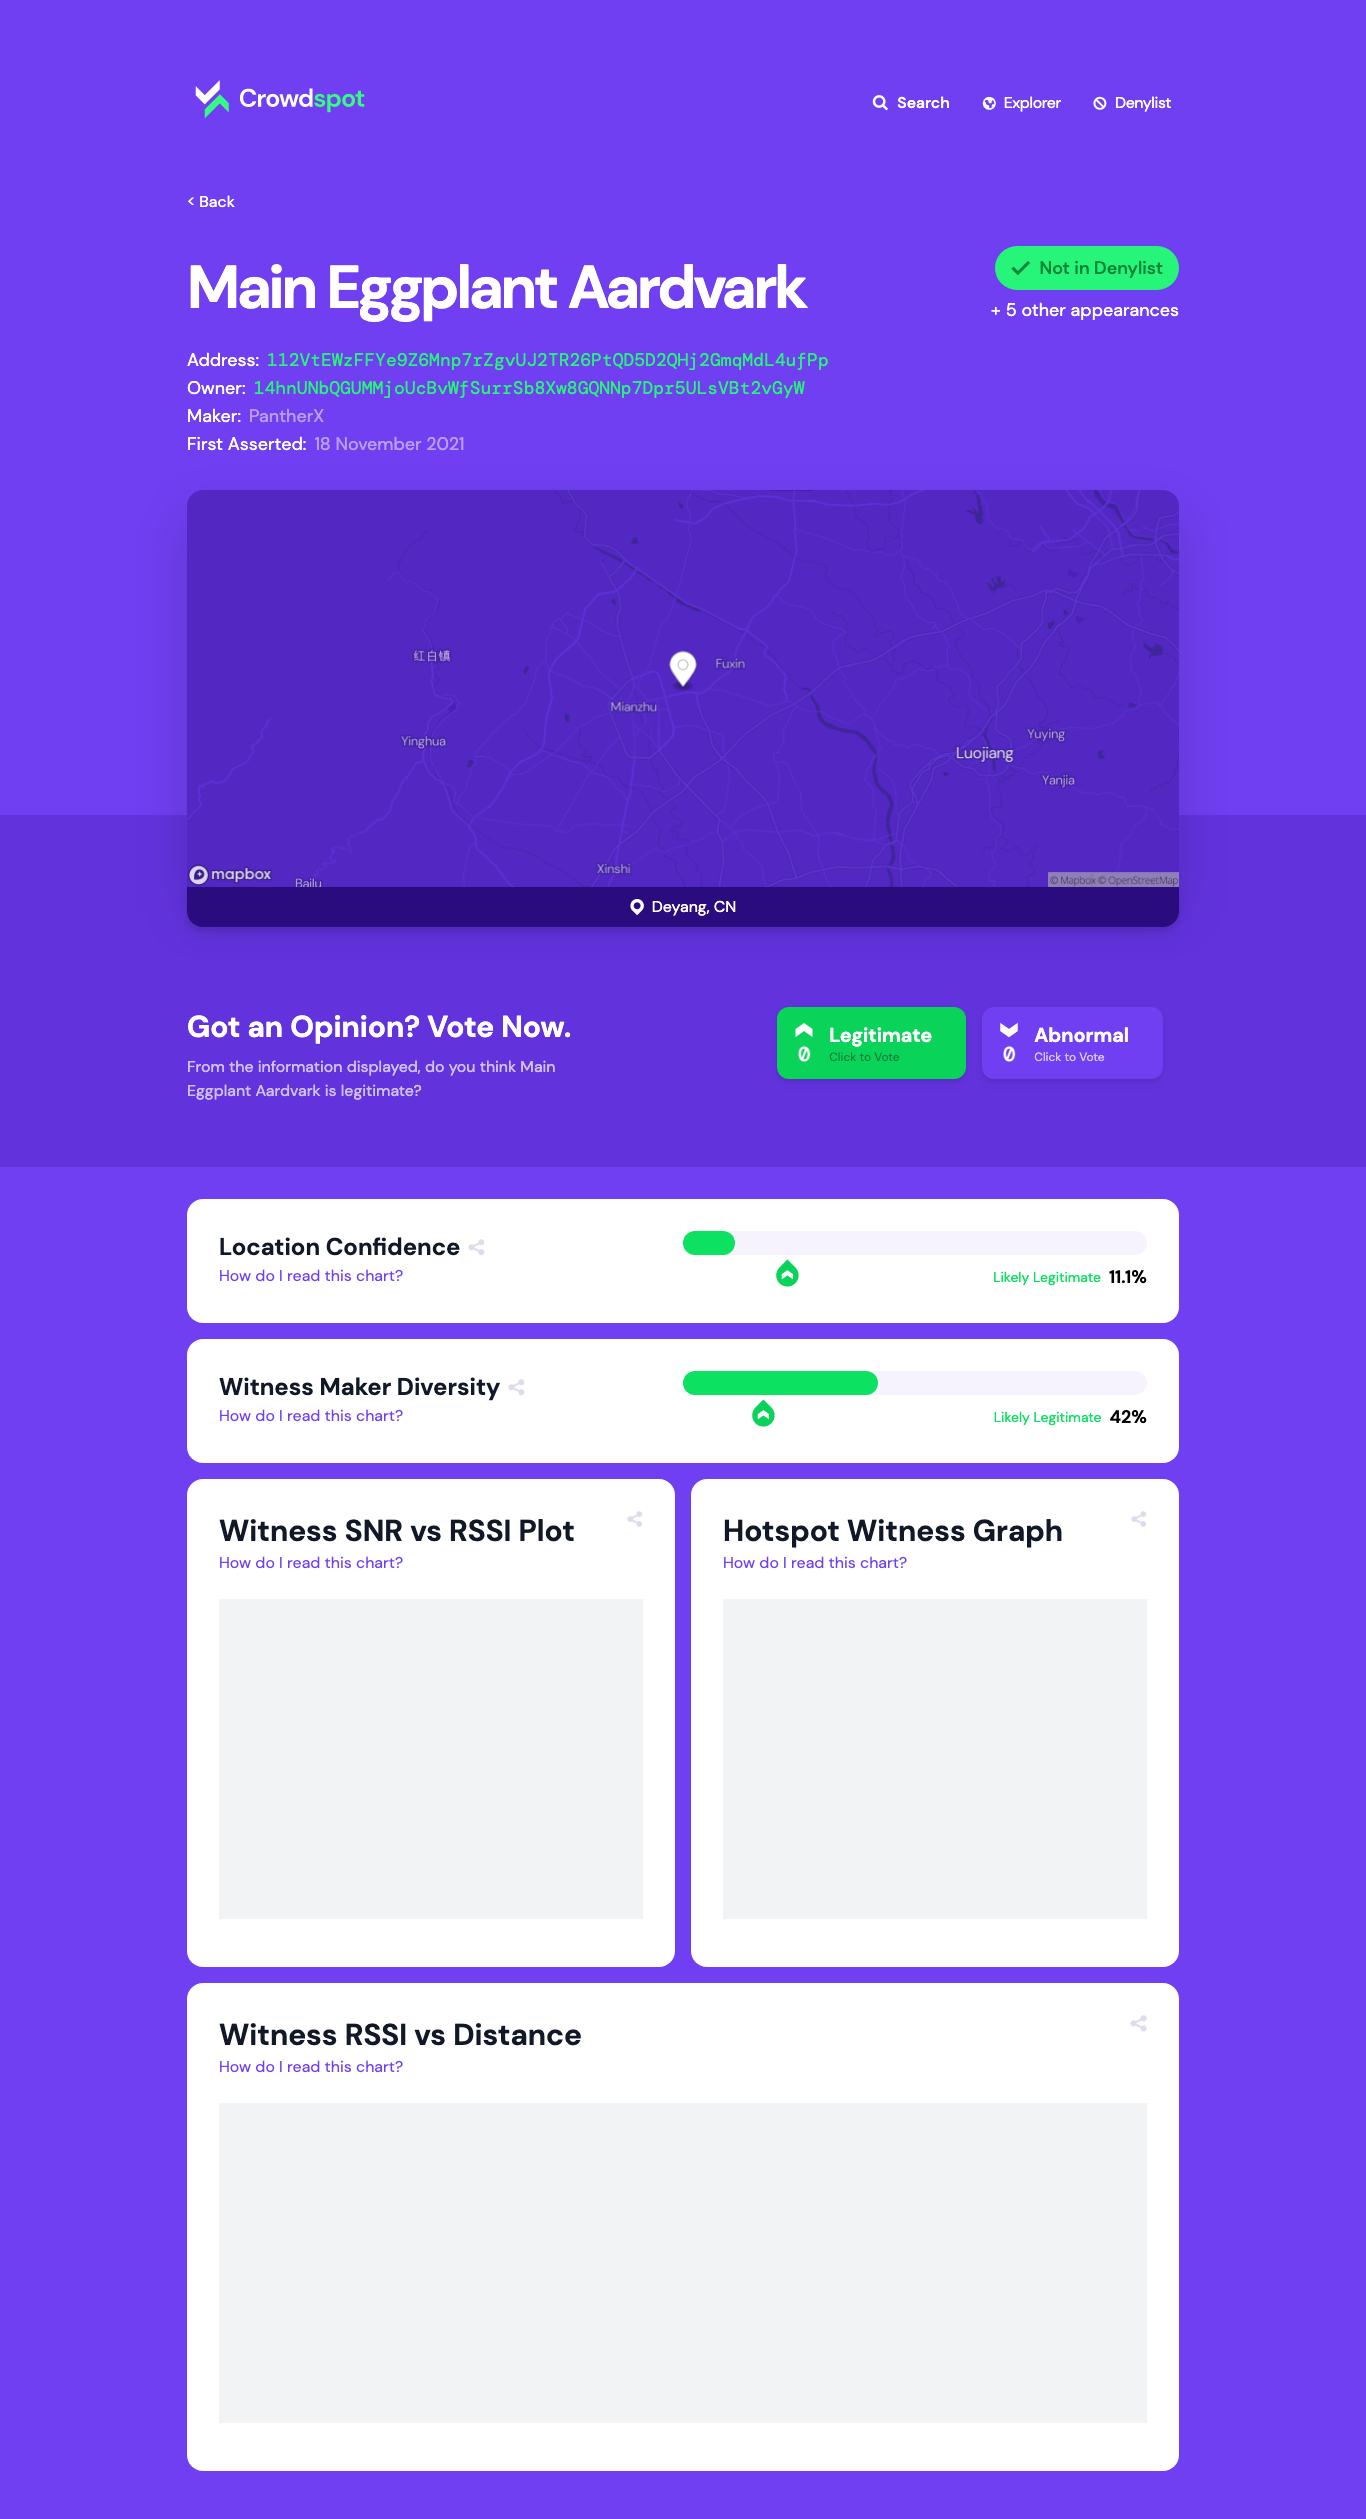 Crowdspot
Search Explorer Denylist
< Back
Main Eggplant Aardvark
Not in Denylist
+ 5 other appearances
Address: 112VtEWzFFYe9Z6Mnp7rZgvUJ2TR26PtQD5D2QHj2GmqMdL4ufPp
Owner: 14hnUNbQGUMMjoUcBvWfSurrSb8Xw8GQNNp7Dpr5ULsVBt2vGyW
Maker: PantherX
First Asserted: 18 November 2021
红白镇
Fuxin
Mianzhu
Yinghua
Yuying
Luojiang
Yanjia
Xinshi
mapbox
Bailu
© Mapbox © OpenStreetMap
Deyang, CN
Got an Opinion? Vote Now.
From the information displayed, do you think Main
Eggplant Aardvark is legitimate?
Legitimate
0 Click to Vote
Abnormal
0 Click to Vote
Location Confidence
How do I read this chart?
Likely Legitimate 11.1%
Witness Maker Diversity
How do I read this chart?
Likely Legitimate 42%
Witness SNR vs RSSI Plot
How do I read this chart?
Hotspot Witness Graph
How do I read this chart?
Witness RSSI vs Distance
How do I read this chart?